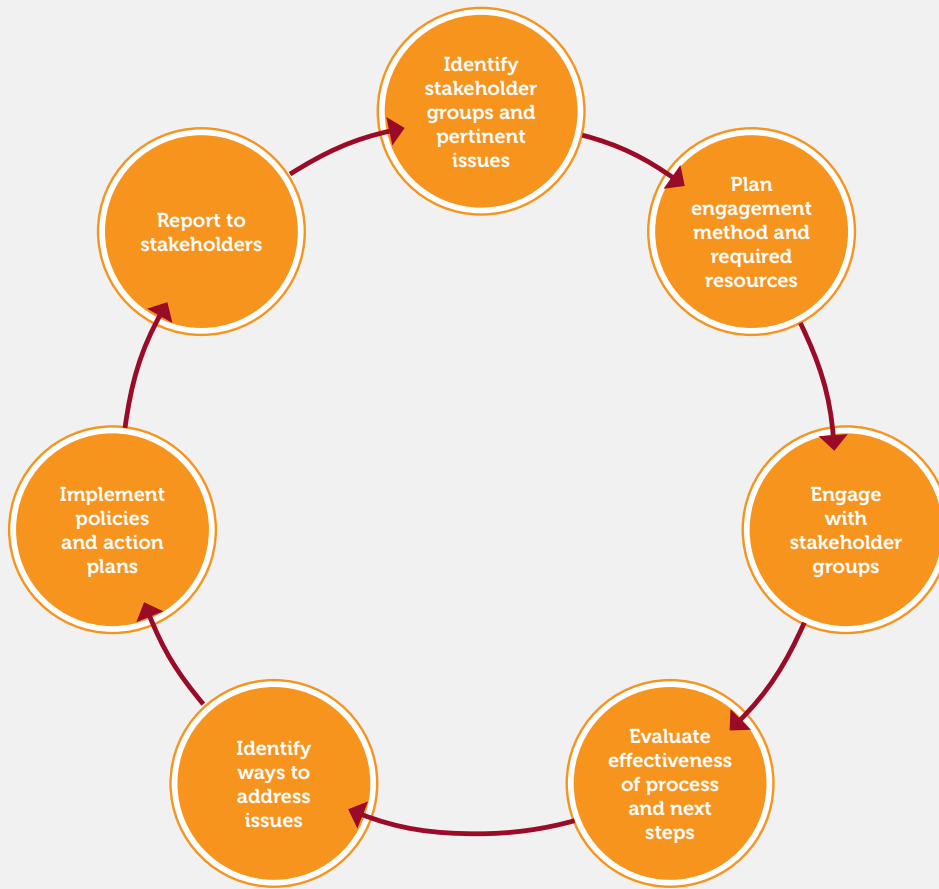 Identify
stakeholder
groups and
pertinent
issues
Plan
engagement
method and
required
resources
Engage
with
stakeholder
groups
Evaluate
effectiveness
of process
and next
steps
Identify
ways to
address
issues
Implement
policies
and action
plans
Report to
stakeholders